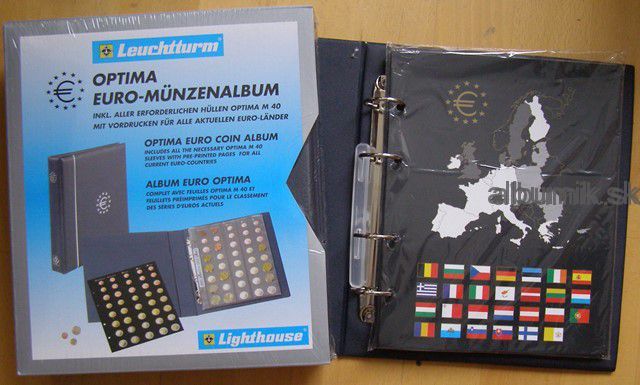 Leuchtturm
OPTIMA
EURO-MÜNZENALBUM
INKL. ALLER ERFORDERLICHEN HÜLLEN OPTIMA M 40
MIT VORDRUCKEN FÜR ALLE AKTUELLEN EURO-LÄNDER
OPTIMA EURO COIN ALBUM
INCLUDES ALL THE NECESSARY OPTIMA M 40
SLEEVES WITH PRE-PRINTED PAGES FOR ALL
CURRENT EURO-COUNTRIES
ALBUM EURO OPTIMA
COMPLET AVEC FEUILLES OPTIMA M 40 ET
FEUILLETS PRÉIMPRIMÉS POUR LE CLASSEMENT
DES SÉRIES D'EUROS ACTUELS
Lighthouse
albumik.sk